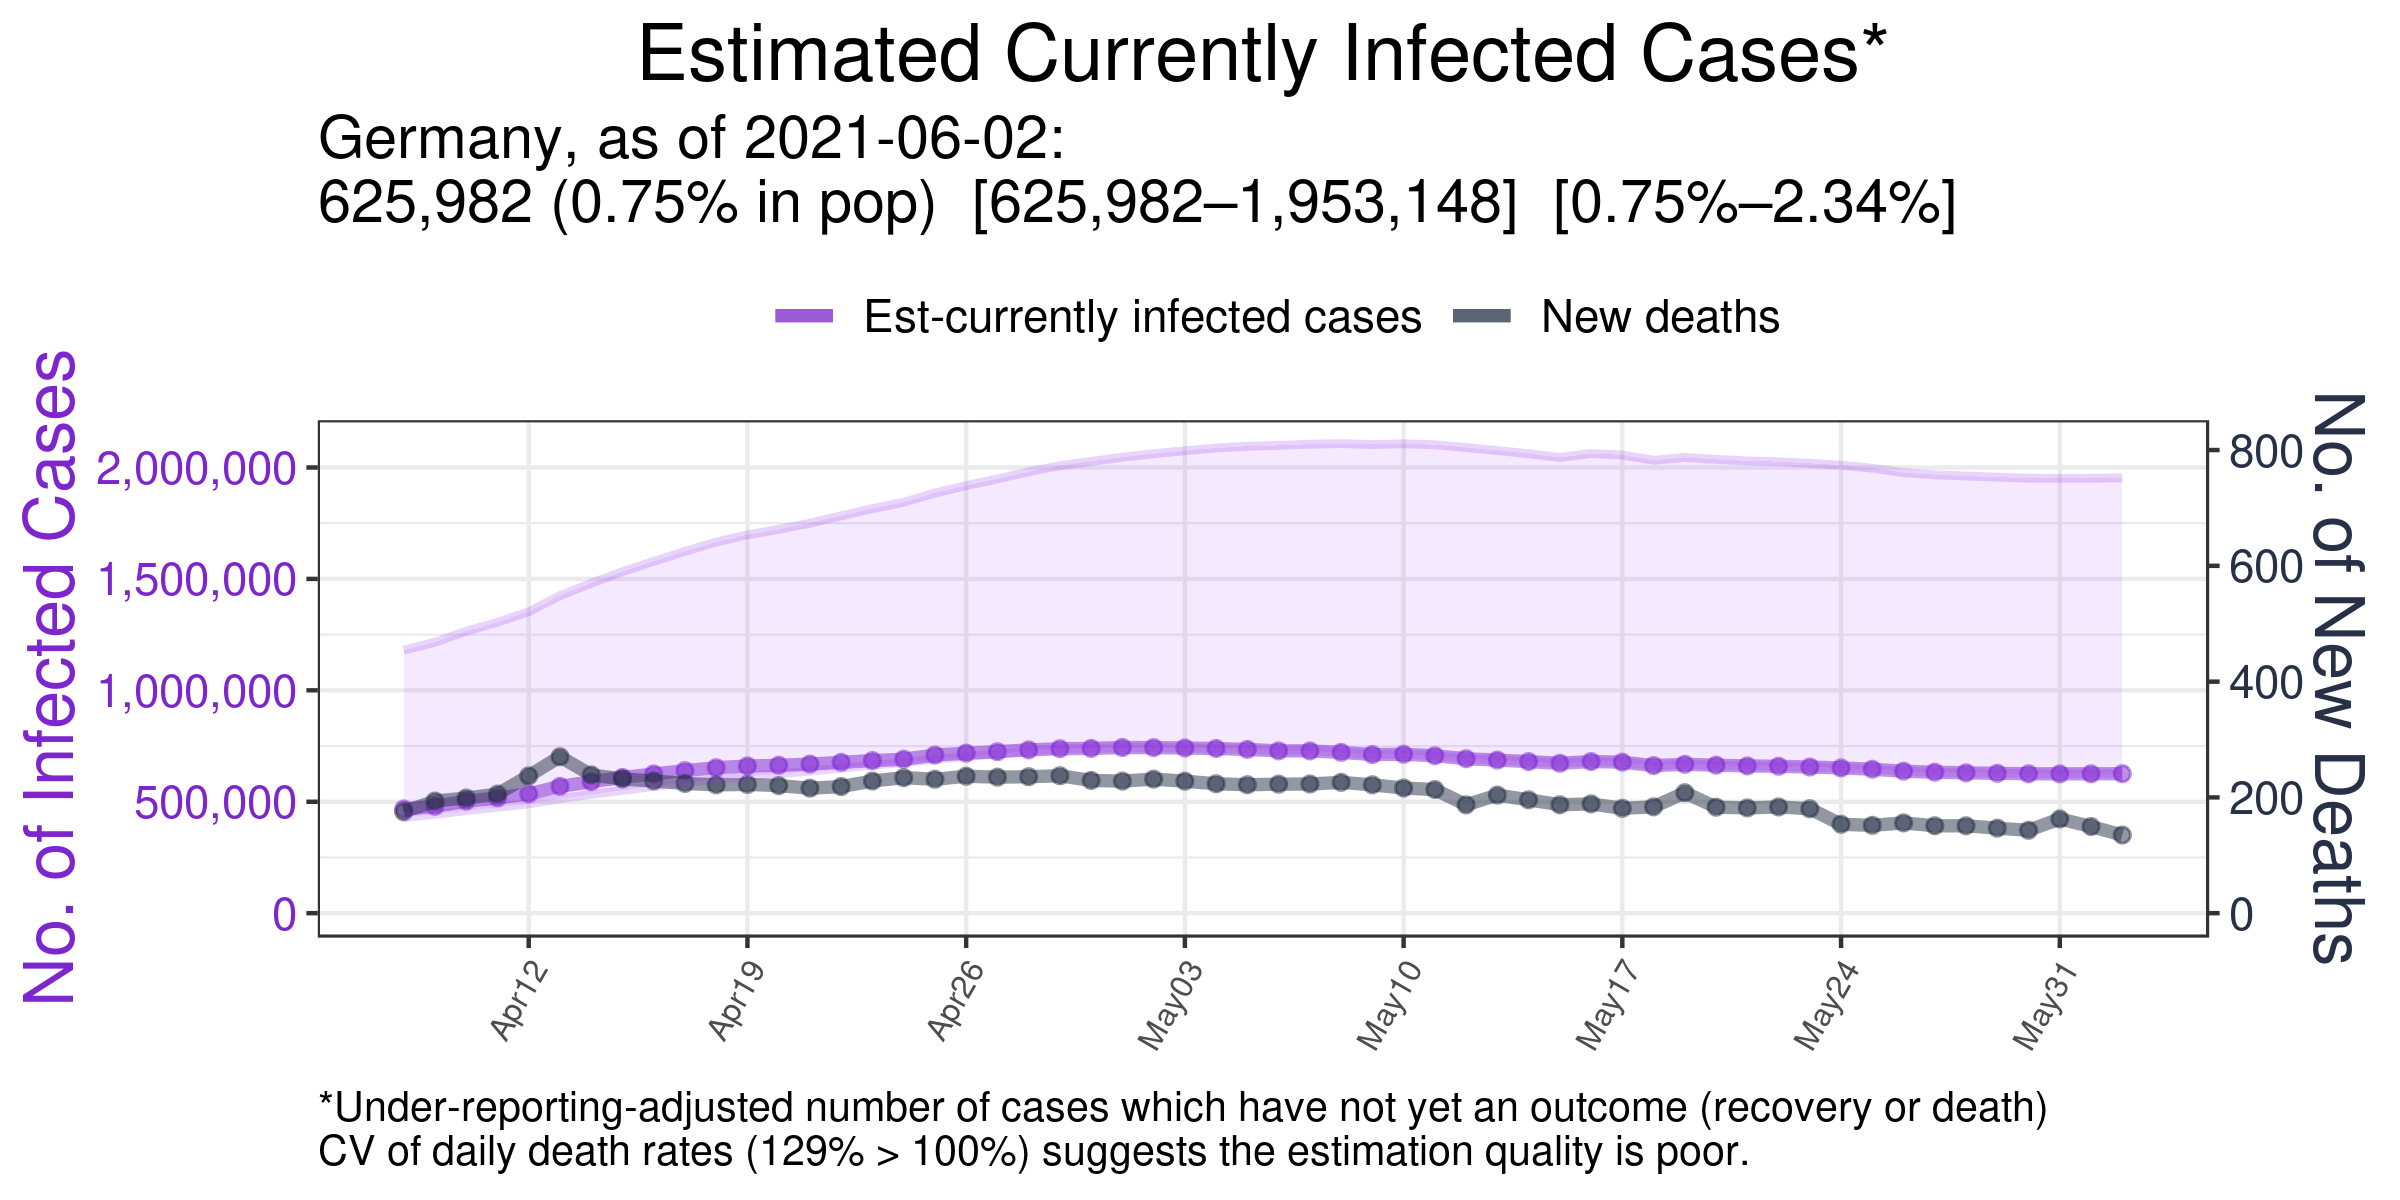 Estimated Currently Infected Cases*
Germany, as of 2021-06-02:
625,982 (0.75% in pop)  [625,982–1,953,148]  [0.75%–2.34%]
Est-currently infected cases
New deaths
No. of Infected Cases
2,000,000
1,500,000
1,000,000
500,000
0
800
600
400
200
0
No. of New Deaths
Apr12
Apr19
Apr26
May03
May10
May17
May24
May31
*Under-reporting-adjusted number of cases which have not yet an outcome (recovery or death)
CV of daily death rates (129% > 100%) suggests the estimation quality is poor.